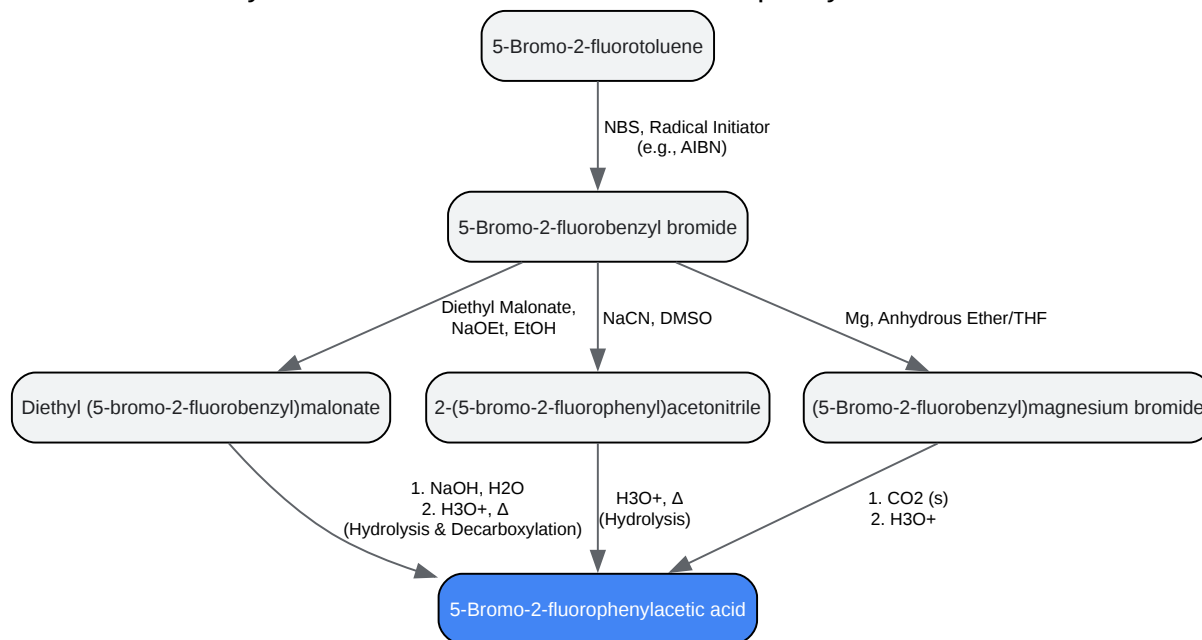 5-Bromo-2-fluorotoluene
NBS, Radical Initiator
(e.g., AIBN)
5-Bromo-2-fluorobenzyl bromide
Diethyl Malonate,
NaOEt, EtOH
NaCN, DMSO
Mg, Anhydrous Ether/THF
Diethyl (5-bromo-2-fluorobenzyl)malonate
2-(5-bromo-2-fluorophenyl)acetonitrile
(5-Bromo-2-fluorobenzyl)magnesium bromide
1. NaOH, H2O
2. H3O+, Δ
(Hydrolysis & Decarboxylation)
H3O+, Δ
(Hydrolysis)
1. CO2 (s)
2. H3O+
5-Bromo-2-fluorophenylacetic acid